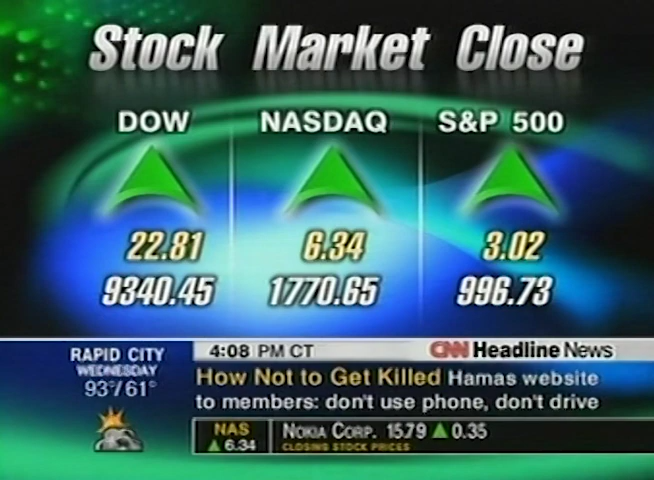 Stock Market Close
DOW NASDAQ S&P 500
22.81 6.34 3.02
9340.45 1770.65 996.73
RAPID CITY
WEDNESDAY
93°/61°
4:08 PM CT CNN Headline News
How Not to Get Killed Hamas website
to members: don't use phone, don't drive
NAS
6.34
NOKIA CORP. 15.79 0.35
CLOSING STOCK PRICES